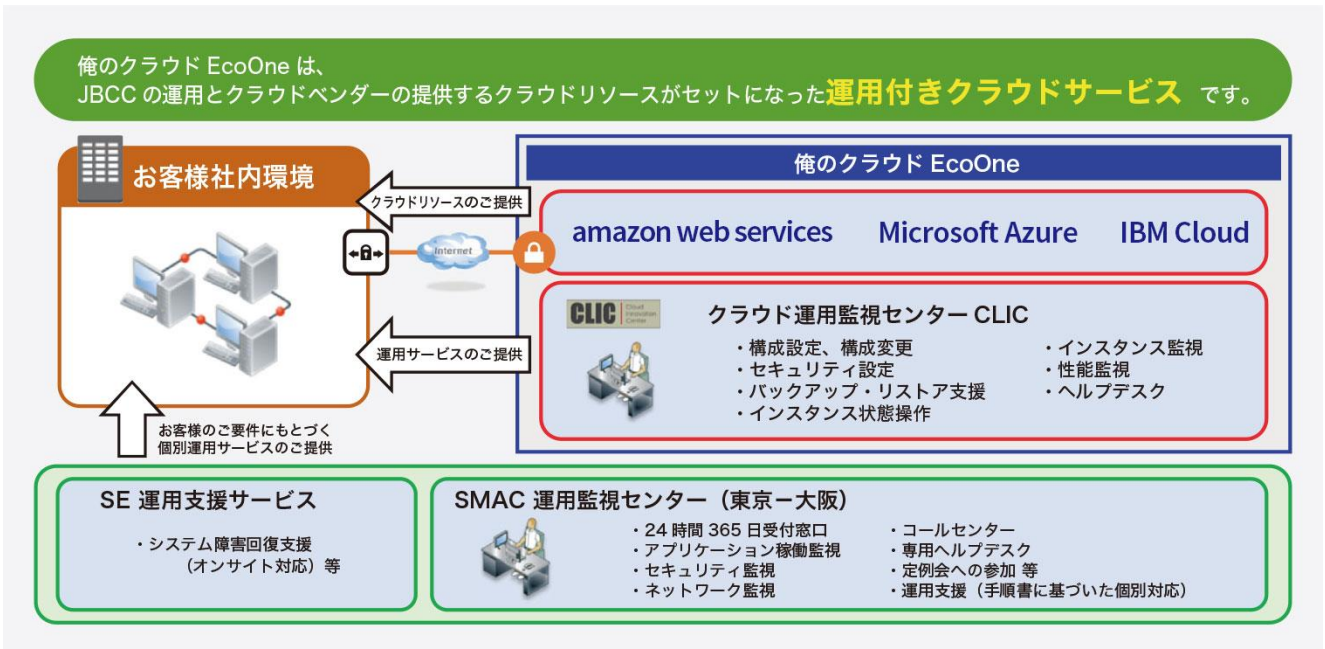 俺のクラウド EcoOne は、
JBCC の運用とクラウドベンダーの提供するクラウドリソースがセットになった運用付きクラウドサービス です。
お客様社内環境
クラウドリソースのご提供
Internet
運用サービスのご提供
お客様のご要件にもとづく
個別運用サービスのご提供
俺のクラウド EcoOne
amazon web services Microsoft Azure IBM Cloud
CLIC Cloud Innovation Center
クラウド運用監視センター CLIC
・構成設定、構成変更
・セキュリティ設定
・バックアップ・リストア支援
・インスタンス状態操作
・インスタンス監視
・性能監視
・ヘルプデスク
SE 運用支援サービス
・システム障害回復支援
（オンサイト対応）等
SMAC 運用監視センター（東京ー大阪）
・24 時間 365 日受付窓口
・アプリケーション稼働監視
・セキュリティ監視
・ネットワーク監視
・コールセンター
・専用ヘルプデスク
・定例会への参加 等
・運用支援（手順書に基づいた個別対応）